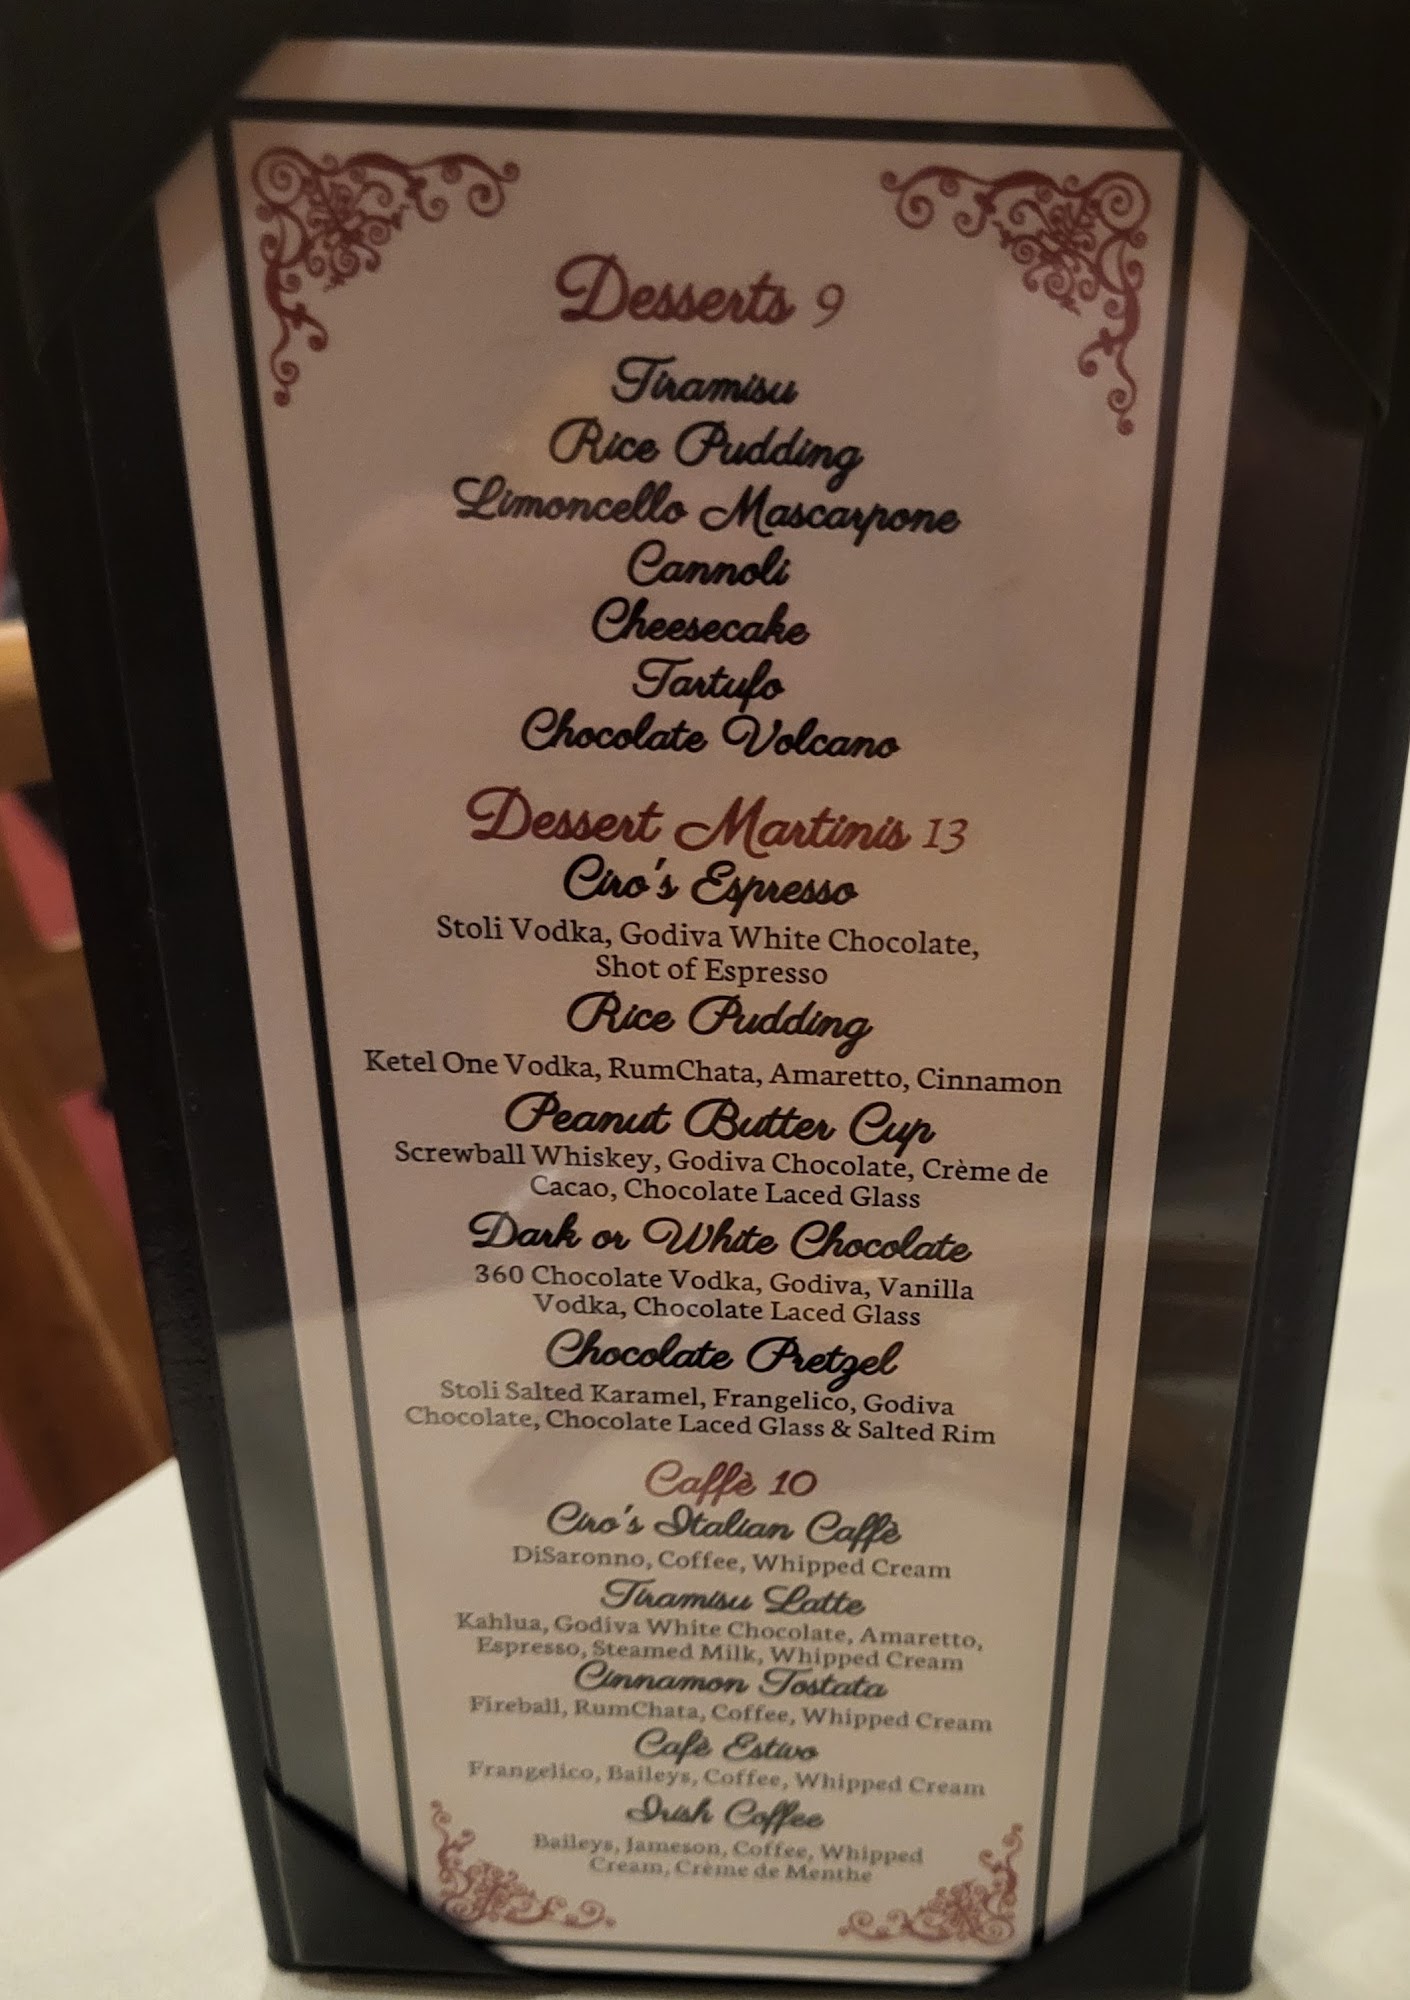 Desserts 9
Tiramisu
Rice Pudding
Limoncello Mascarpone
Cannoli
Cheesecake
Tartufo
Chocolate Volcano
Dessert Martinis 13
Ciro's Espresso
Stoli Vodka, Godiva White Chocolate,
Shot of Espresso
Rice Pudding
Ketel One Vodka, RumChata, Amaretto, Cinnamon
Peanut Butter Cup
Screwball Whiskey, Godiva Chocolate, Crème de
Cacao, Chocolate Laced Glass
Dark or White Chocolate
360 Chocolate Vodka, Godiva, Vanilla
Vodka, Chocolate Laced Glass
Chocolate Pretzel
Stoli Salted Karamel, Frangelico, Godiva
Chocolate, Chocolate Laced Glass & Salted Rim
Caffè 10
Ciro's Italian Caffè
DiSaronno, Coffee, Whipped Cream
Tiramisu Latte
Kahlua, Godiva White Chocolate, Amaretto,
Espresso, Steamed Milk, Whipped Cream
Cinnamon Tostata
Fireball, RumChata, Coffee, Whipped Cream
Cafè Estivo
Frangelico, Baileys, Coffee, Whipped Cream
Irish Coffee
Baileys, Jameson, Coffee, Whipped
Cream, Crème de Menthe